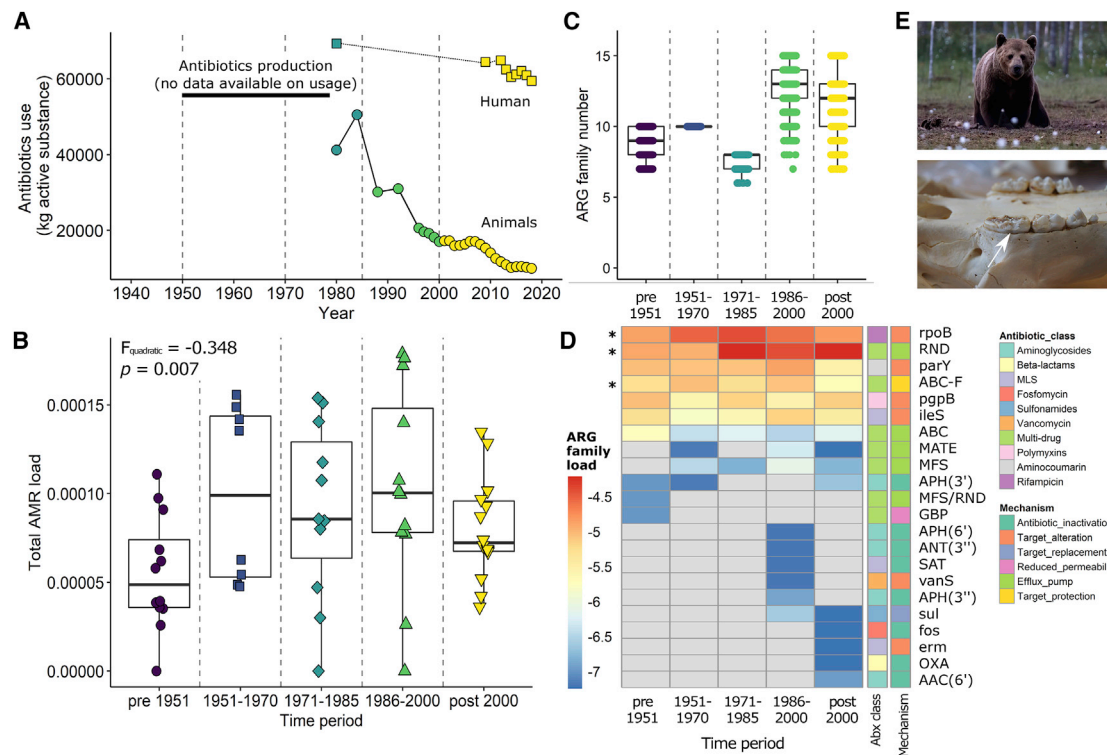 A
Antibiotics use
(kg active substance)
60000
40000
20000
Antibiotics production
(no data available on usage)
Human
Animals
1940
1950
1960
1970
1980
1990
2000
2010
2020
Year
B
Fquadratic = -0.348
p = 0.007
Total AMR load
0.00015
0.00010
0.00005
0.00000
pre 1951
1951-1970
1971-1985
1986-2000
post 2000
Time period
C
ARG family number
15
10
5
0
pre
1951
1951-
1970
1971-
1985
1986-
2000
post
2000
D
*
*
*
ARG
family
load
-4.5
-5
-5.5
-6
-6.5
-7
rpoB
RND
parY
ABC-F
pgpB
ileS
ABC
MATE
MFS
APH(3')
MFS/RND
GBP
APH(6')
ANT(3'')
SAT
vanS
APH(3'')
sul
fos
erm
OXA
AAC(6')
pre
1951
1951-
1970
1971-
1985
1986-
2000
post
2000
Time period
Abx class
Mechanism
Antibiotic_class
Aminoglycosides
Beta-lactams
MLS
Fosfomycin
Sulfonamides
Vancomycin
Multi-drug
Polymyxins
Aminocoumarin
Rifampicin
Mechanism
Antibiotic_inactivatio
Target_alteration
Target_replacement
Reduced_permeabil
Efflux_pump
Target_protection
E